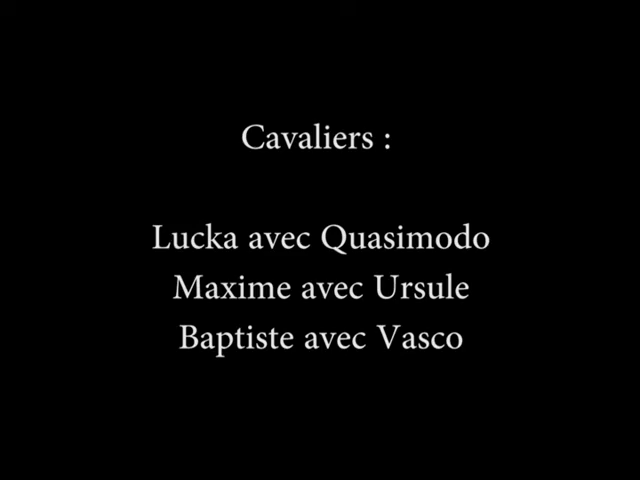 Cavaliers :
Lucka avec Quasimodo
Maxime avec Ursule
Baptiste avec Vasco